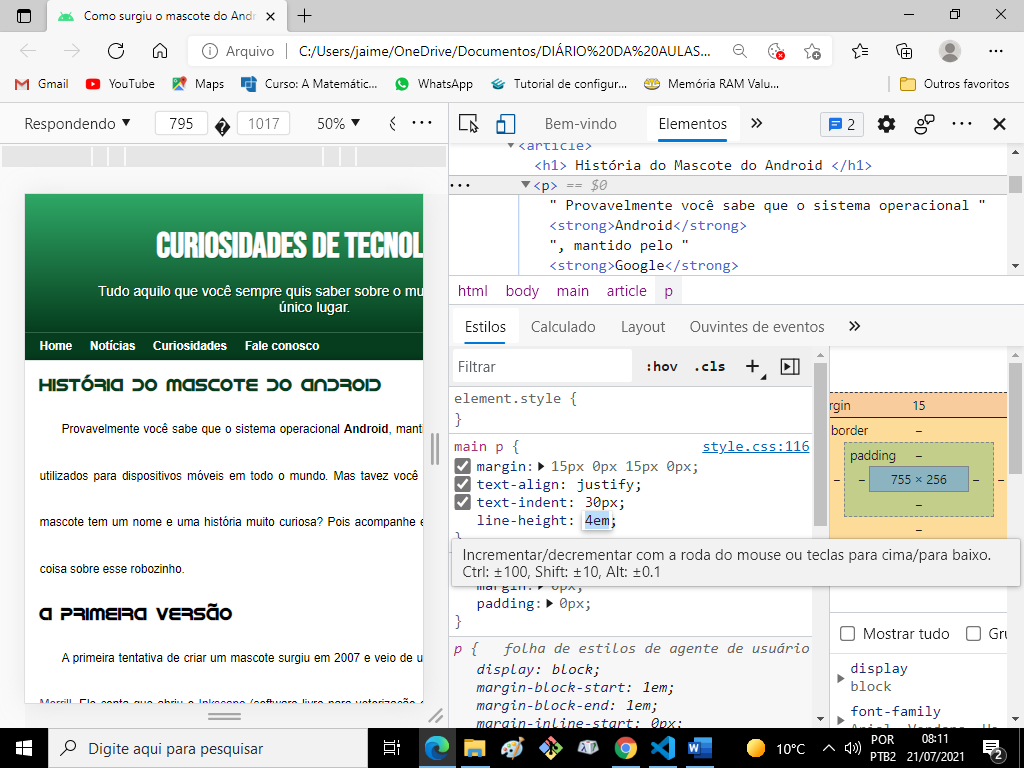 Como surgiu o mascote do Andr
Arquivo
C:/Users/jaime/OneDrive/Documentos/DIÁRIO%20DA%20AULAS...
Gmail
YouTube
Maps
Curso: A Matemátic...
WhatsApp
Tutorial de configur...
Memória RAM Valu...
Outros favoritos
Respondendo ▼
795
1017
50% ▼
Bem-vindo
Elementos
2
CURIOSIDADES DE TECNOL
Tudo aquilo que você sempre quis saber sobre o mu
único lugar.
Home Notícias Curiosidades Fale conosco
História do Mascote do Android
Provavelmente você sabe que o sistema operacional Android, mant
utilizados para dispositivos móveis em todo o mundo. Mas tavez você
mascote tem um nome e uma história muito curiosa? Pois acompanhe e
coisa sobre esse robozinho.
A primeira versão
A primeira tentativa de criar um mascote surgiu em 2007 e veio de u
Morrill. Ele conta que abriu o Inkscape (software livre para vetorização
▼<article>
<h1> História do Mascote do Android </h1>
••• ▼<p> == $0
" Provavelmente você sabe que o sistema operacional "
<strong>Android</strong>
", mantido pelo "
<strong>Google</strong>
html body main article p
Estilos Calculado Layout Ouvintes de eventos
Filtrar
:hov .cls
element.style {
}
main p { style.css:116
margin: ▶ 15px 0px 15px 0px;
text-align: justify;
text-indent: 30px;
line-height: 4em;
}
Incrementar/decrementar com a roda do mouse ou teclas para cima/para baixo.
Ctrl: ±100, Shift: ±10, Alt: ±0.1
margin: ▶ 0px;
padding: ▶ 0px;
}
p { folha de estilos de agente de usuário
display: block;
margin-block-start: 1em;
margin-block-end: 1em;
margin-inline-start: 0px;
rgin 15
border –
padding –
– – 755 × 256 – –
–
–
Mostrar tudo Gru
display
block
font-family
Digite aqui para pesquisar
10°C
POR
PTB2
08:11
21/07/2021
2